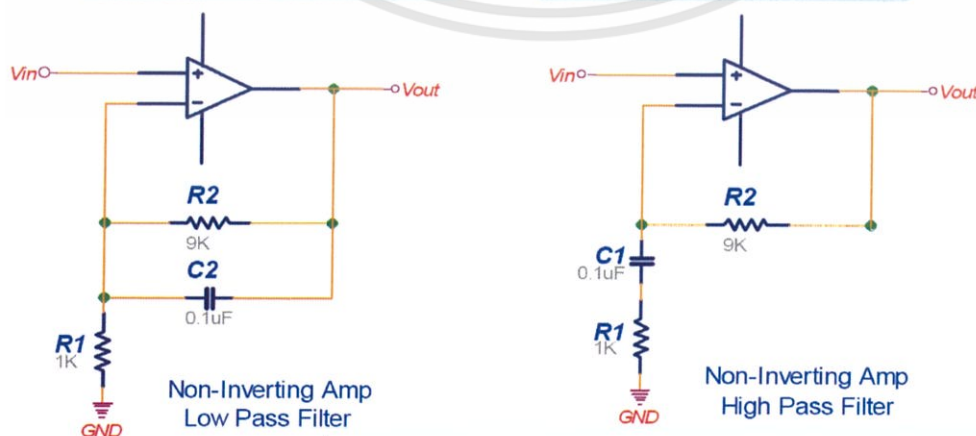 Vin
+
-
Vout
R2
9K
C2
0.1uF
R1
1K
GND
Non-Inverting Amp
Low Pass Filter
Vin
+
-
Vout
R2
9K
C1
0.1uF
R1
1K
GND
Non-Inverting Amp
High Pass Filter